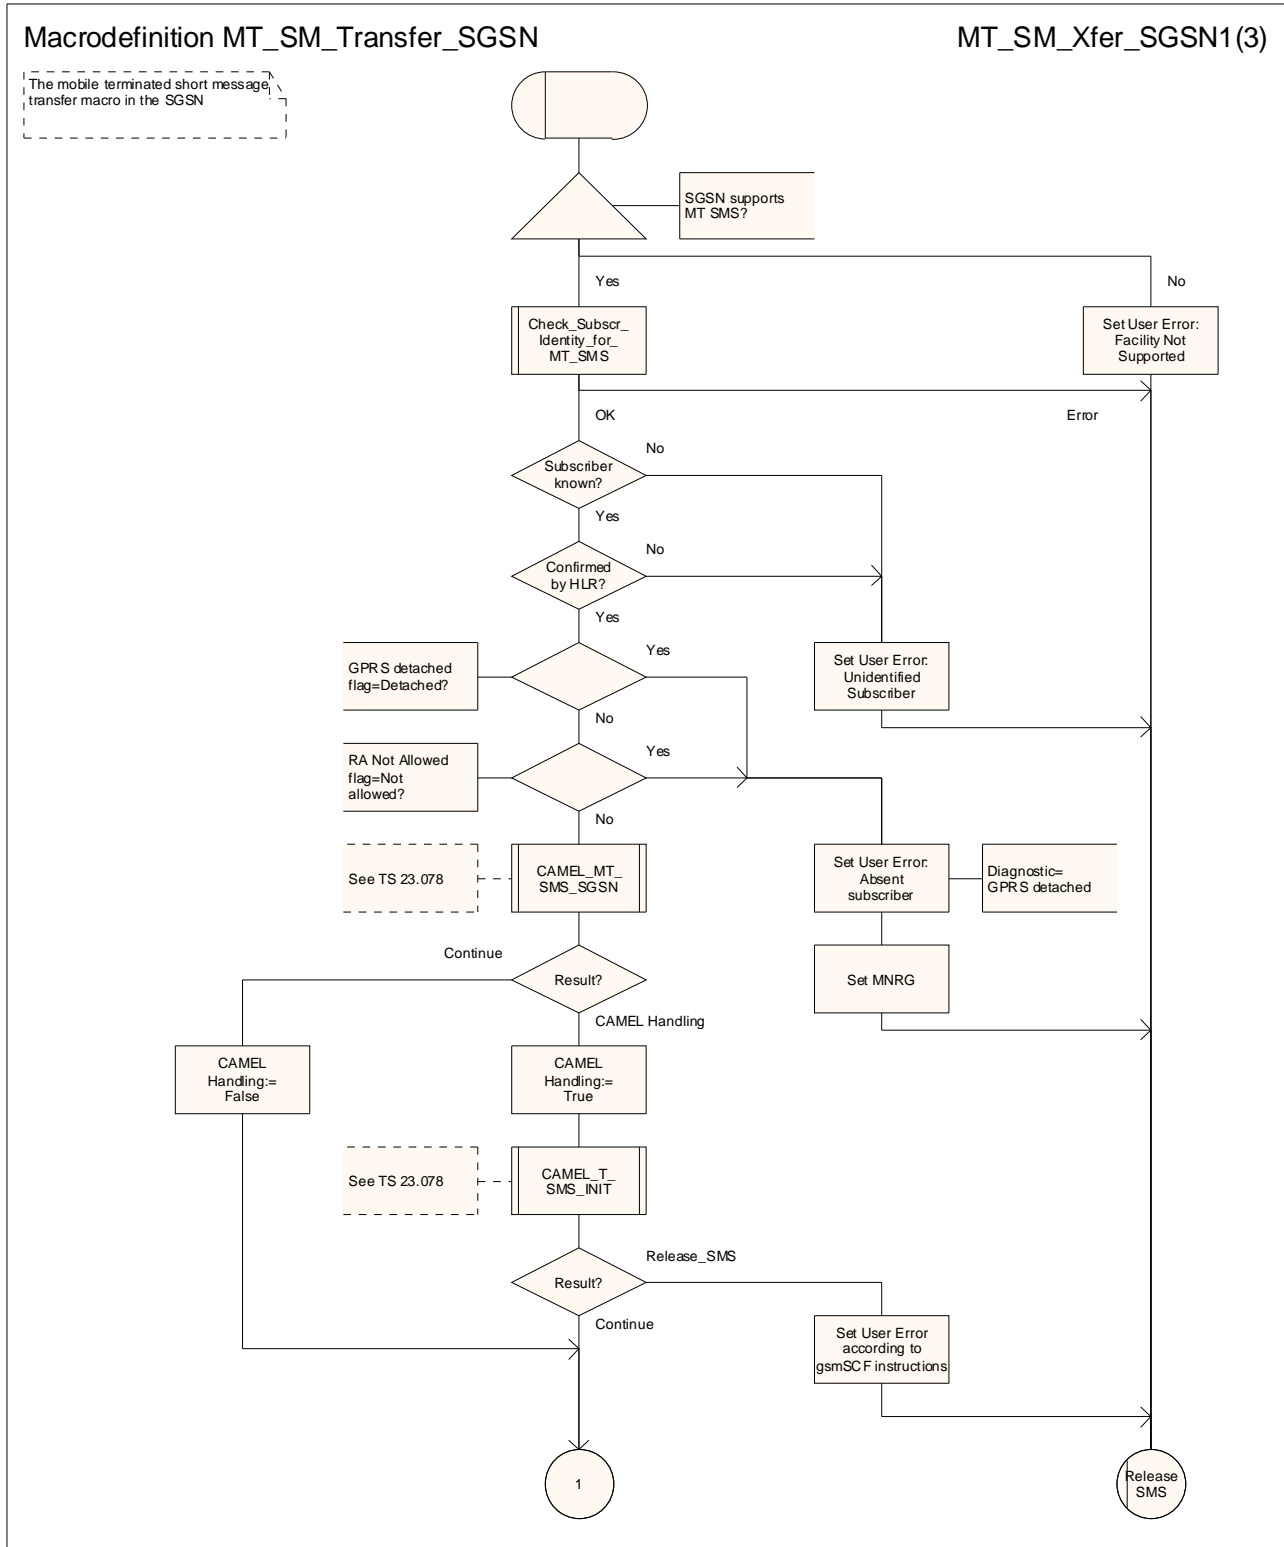 Macrodefinition MT_SM_Transfer_SGSN
MT_SM_Xfer_SGSN1(3)
The mobile terminated short message
transfer macro in the SGSN
SGSN supports
MT SMS?
Yes
No
Check_Subscr_
Identity_for_
MT_SMS
Set User Error:
Facility Not
Supported
OK
Error
Subscriber
known?
No
Yes
Confirmed
by HLR?
No
Yes
GPRS detached
flag=Detached?
Yes
Set User Error:
Unidentified
Subscriber
No
RA Not Allowed
flag=Not
allowed?
Yes
No
See TS 23.078
CAMEL_MT_
SMS_SGSN
Set User Error:
Absent
subscriber
Diagnostic=
GPRS detached
Continue
Result?
Set MNRG
CAMEL Handling
CAMEL
Handling:=
False
CAMEL
Handling:=
True
See TS 23.078
CAMEL_T_
SMS_INIT
Result?
Release_SMS
Continue
Set User Error
according to
gsmSCF instructions
1
Release
SMS